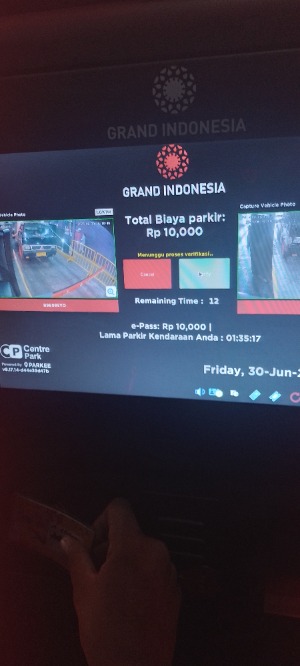 GRAND INDONESIA
GRAND INDONESIA
Vehicle Photo
Capture Vehicle Photo
Total Biaya parkir:
Rp 10,000
Menunggu proses verifikasi..
Cancel
Remaining Time : 12
e-Pass: Rp 10,000 |
Lama Parkir Kendaraan Anda : 01:35:17
CP Centre Park
Powered By PARKEE
Friday, 30-Jun-